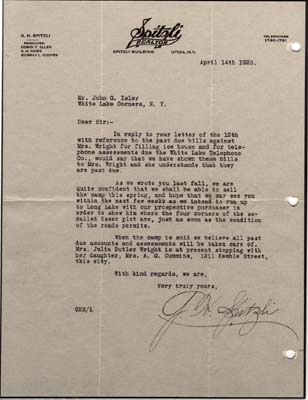 G. H. SPITZLI
ASSOCIATES
EDWIN T. ELLEN
Spitzli
REALTOR
SPITZLI BUILDING UTICA, N.Y.
TELEPHONES
1790-1791
April 14th 1923.
Mr. John G. Isley
White Lake Corners, N. Y.
Dear Sir:-
In reply to your letter of the 12th
with reference to the past due bills against
Mrs. Wright for filling ice house and for tele-
phone assessments due the White Lake Telephone
Co., would say that we have shown these bills
to Mrs. Wright and she understands that they
are past due.
As we wrote you last fall, we are
quite confident that we shall be able to sell
the camp this spring, and hope that we may see you
within the next few weeks as we intend to run up
to Long Lake with our prospective purchaser in
order to show him where the four corners of the so-
called Esser plot are, just as soon as the condition
of the roads permits.
When the camp is sold we believe all past
due accounts and assessments will be taken care of.
Mrs. Julia Butler Wright is at present stopping with
her daughter, Mrs. A. G. Cummins, 1211 Kemble Street,
this city.
With kind regards, we are,
Very truly yours,
GHS/L
G. H. Spitzli